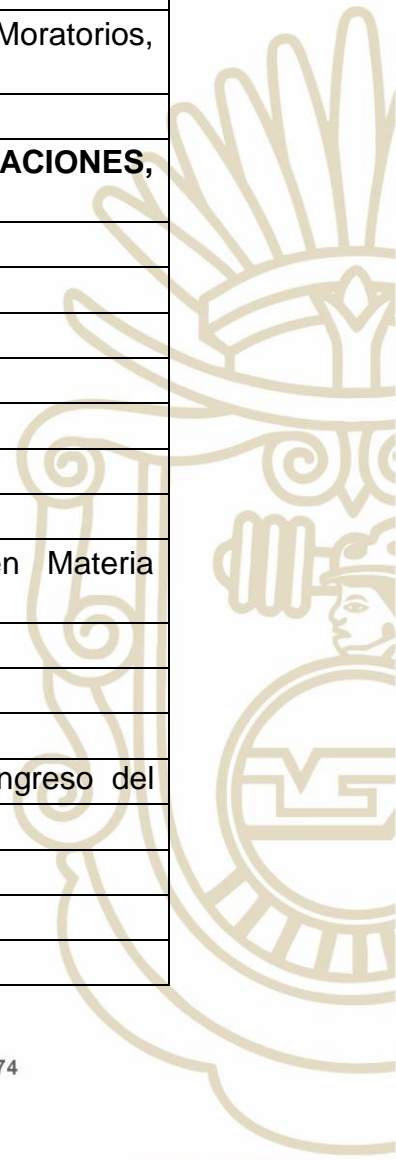 Moratorios,
ACIONES,
en Materia
ngreso del
74